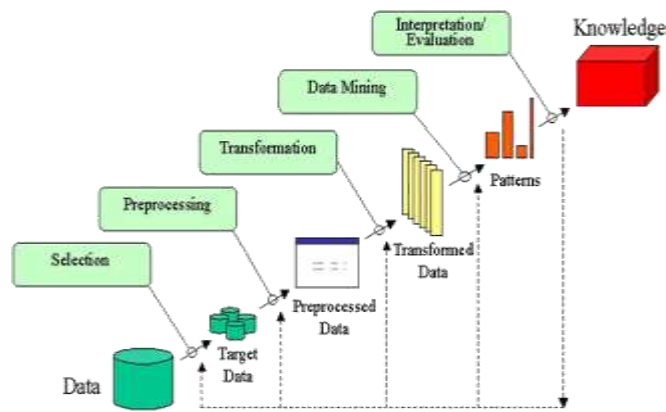 Interpretation/
Evaluation
Knowledge
Data Mining
Transformation
Patterns
Preprocessing
Transformed
Data
Selection
Preprocessed
Data
Target
Data
Data